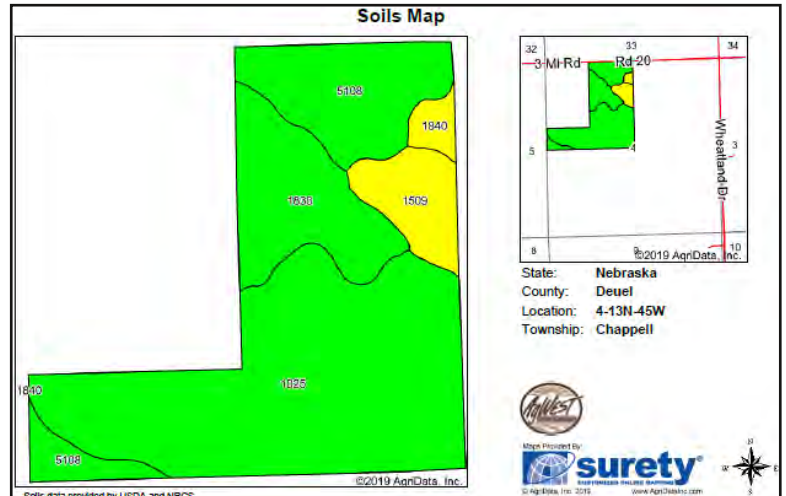 Soils Map
5108
1840
1630
1509
1025
1840
5108
©2019 AgriData, Inc.
Soils data provided by USDA and NRCS.
32
33
34
3-Mi-Rd
Rd 20
Wheatland-Dr
5
4
3
8
9
10
©2019 AgriData, Inc.
State: Nebraska
County: Deuel
Location: 4-13N-45W
Township: Chappell
AgWest
Maps Provided By:
surety
CUSTOMIZED ONLINE MAPPING
© AgriData, Inc. 2019 www.AgriDataInc.com
N
W
E
S